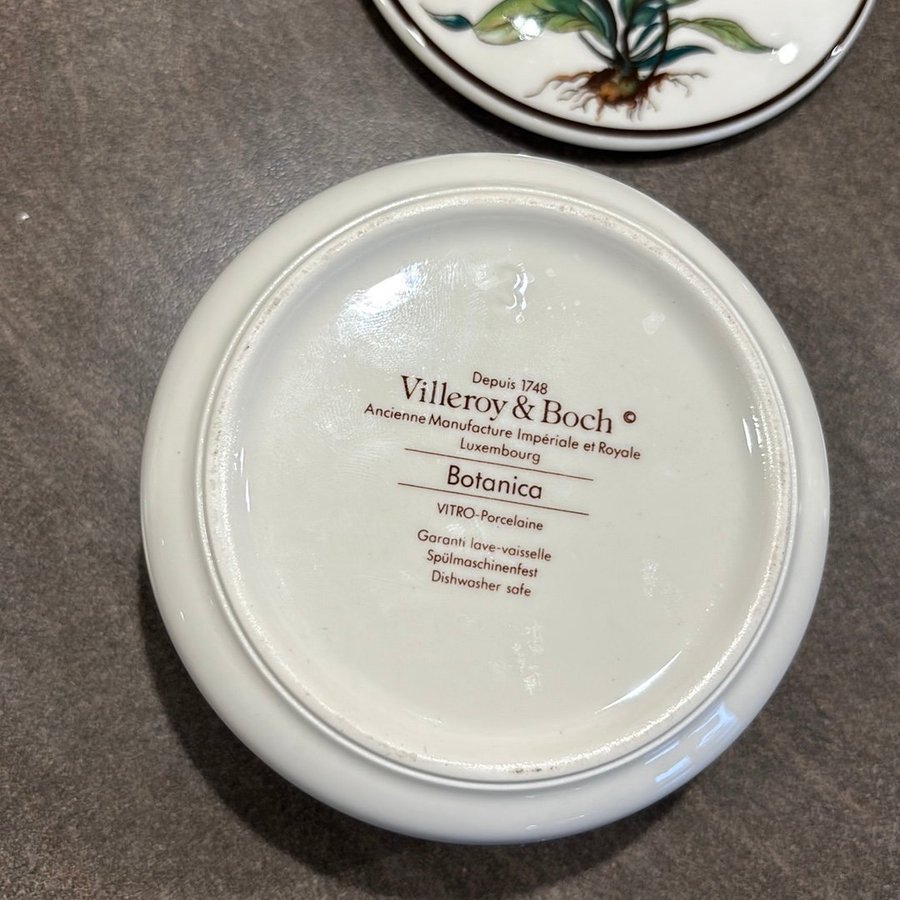 Depuis 1748
Villeroy & Boch ©
Ancienne Manufacture Impériale et Royale
Luxembourg
Botanica
VITRO-Porcelaine
Garanti lave-vaisselle
Spülmaschinenfest
Dishwasher safe